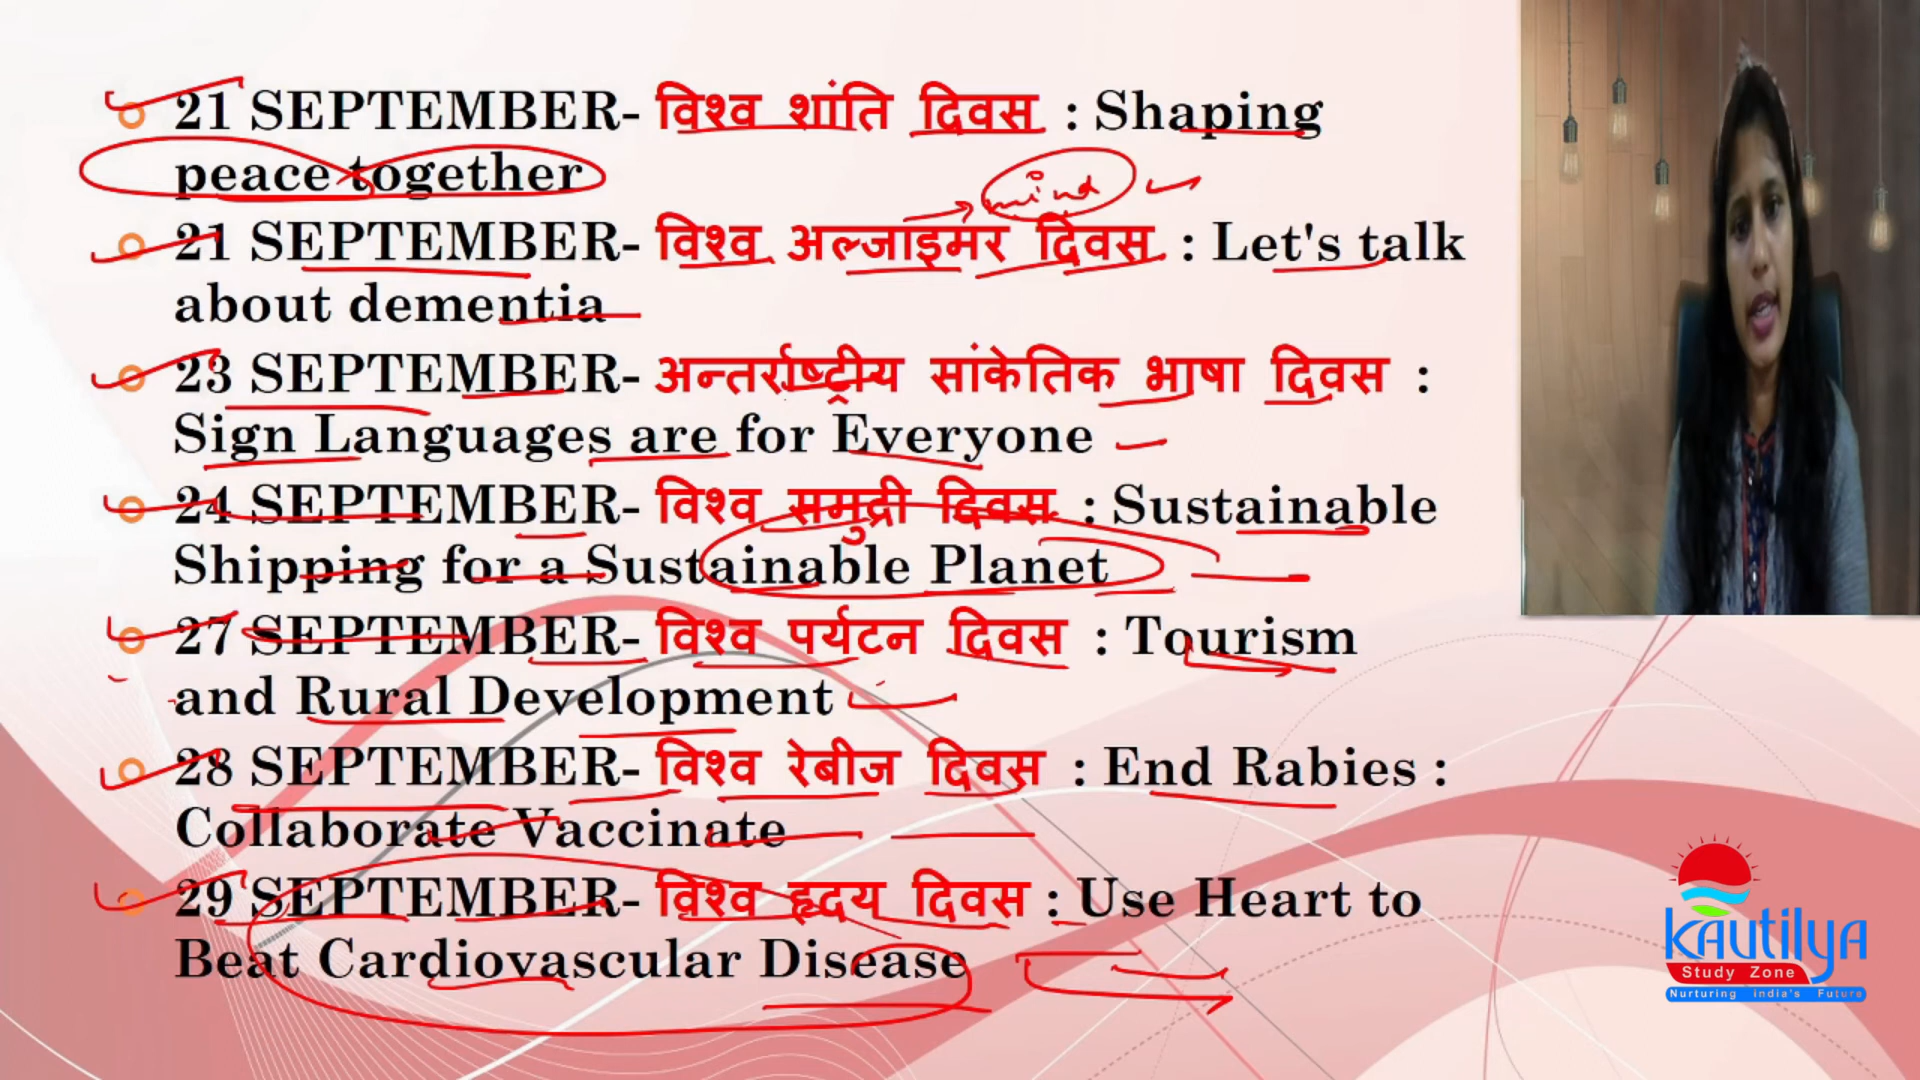 21 SEPTEMBER- विश्व शांति दिवस : Shaping
peace together
mind
21 SEPTEMBER- विश्व अल्जाइमर दिवस : Let's talk
about dementia
23 SEPTEMBER- अन्तर्राष्ट्रीय सांकेतिक भाषा दिवस :
Sign Languages are for Everyone
24 SEPTEMBER- विश्व समुद्री दिवस : Sustainable
Shipping for a Sustainable Planet
27 SEPTEMBER- विश्व पर्यटन दिवस : Tourism
and Rural Development
28 SEPTEMBER- विश्व रेबीज दिवस : End Rabies :
Collaborate Vaccinate
29 SEPTEMBER- विश्व हृदय दिवस : Use Heart to
Beat Cardiovascular Disease
Kautilya
Study Zone
Nurturing india's Future